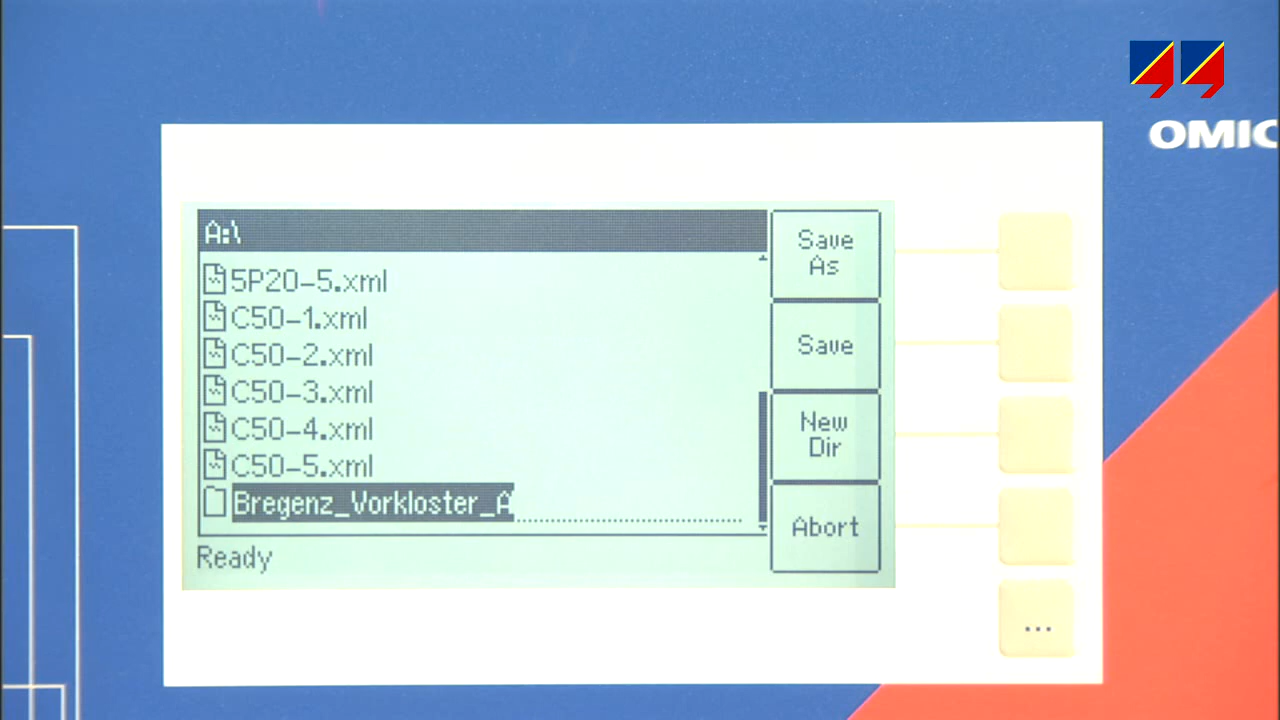 OMIC
A:\
5P20-5.xml
C50-1.xml
C50-2.xml
C50-3.xml
C50-4.xml
C50-5.xml
Bregenz_Vorkloster_A
Ready
Save
As
Save
New
Dir
Abort
...